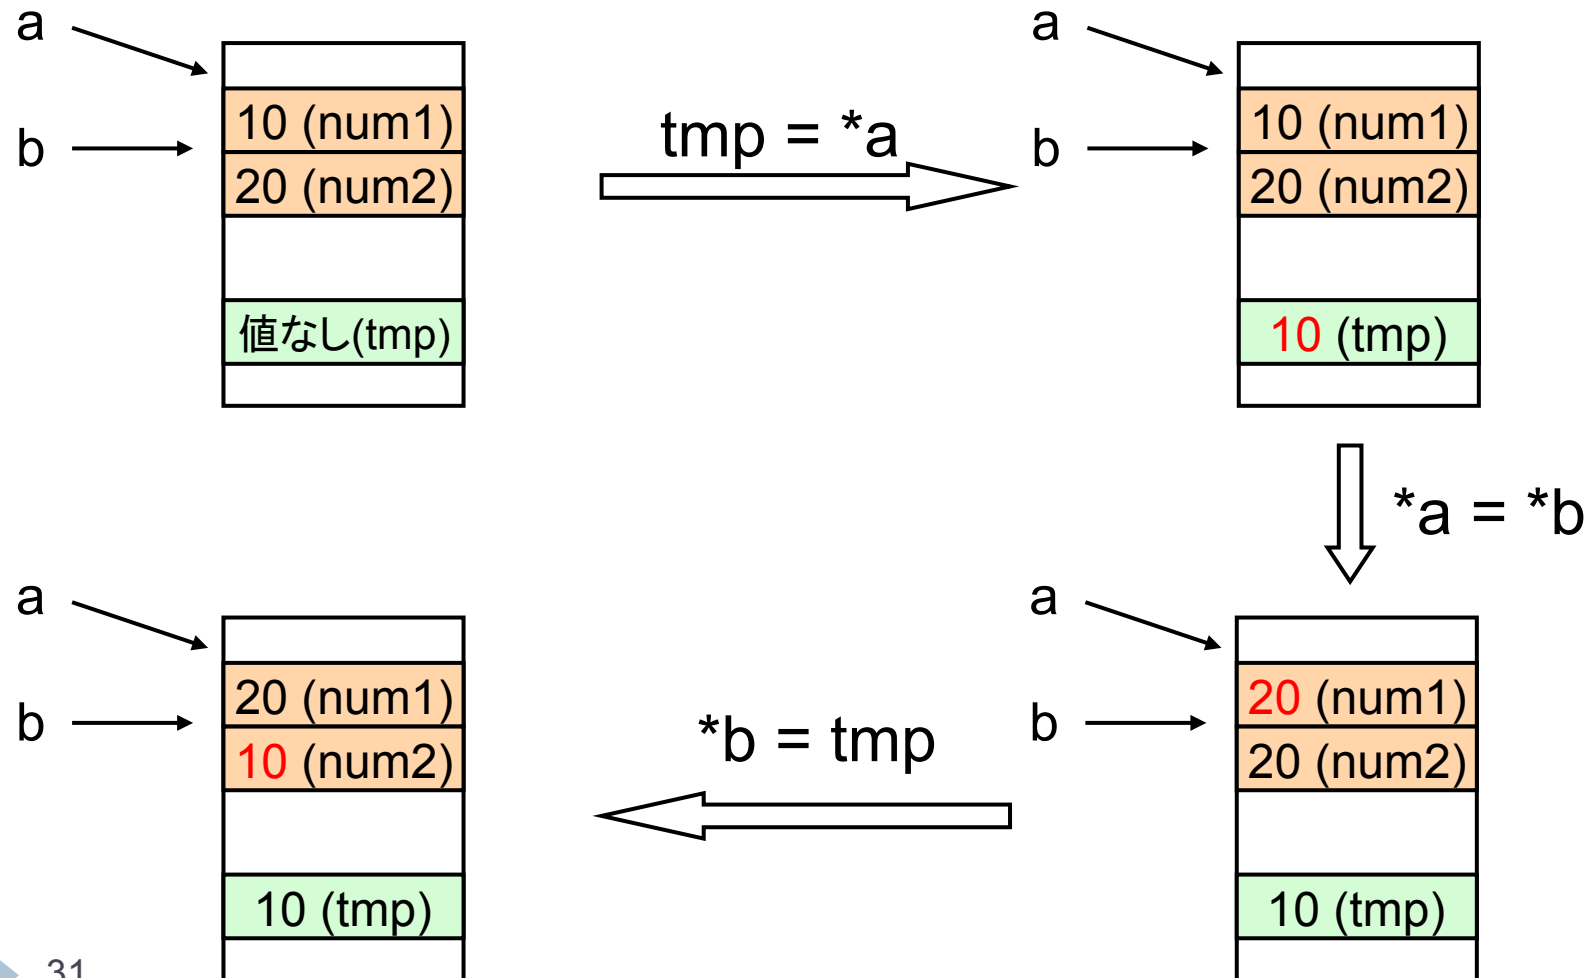 a
10 (num1)
b
20 (num2)
値なし(tmp)
tmp = *a
a
10 (num1)
b
20 (num2)
10 (tmp)
*a = *b
a
20 (num1)
b
20 (num2)
10 (tmp)
*b = tmp
a
20 (num1)
b
10 (num2)
10 (tmp)
31